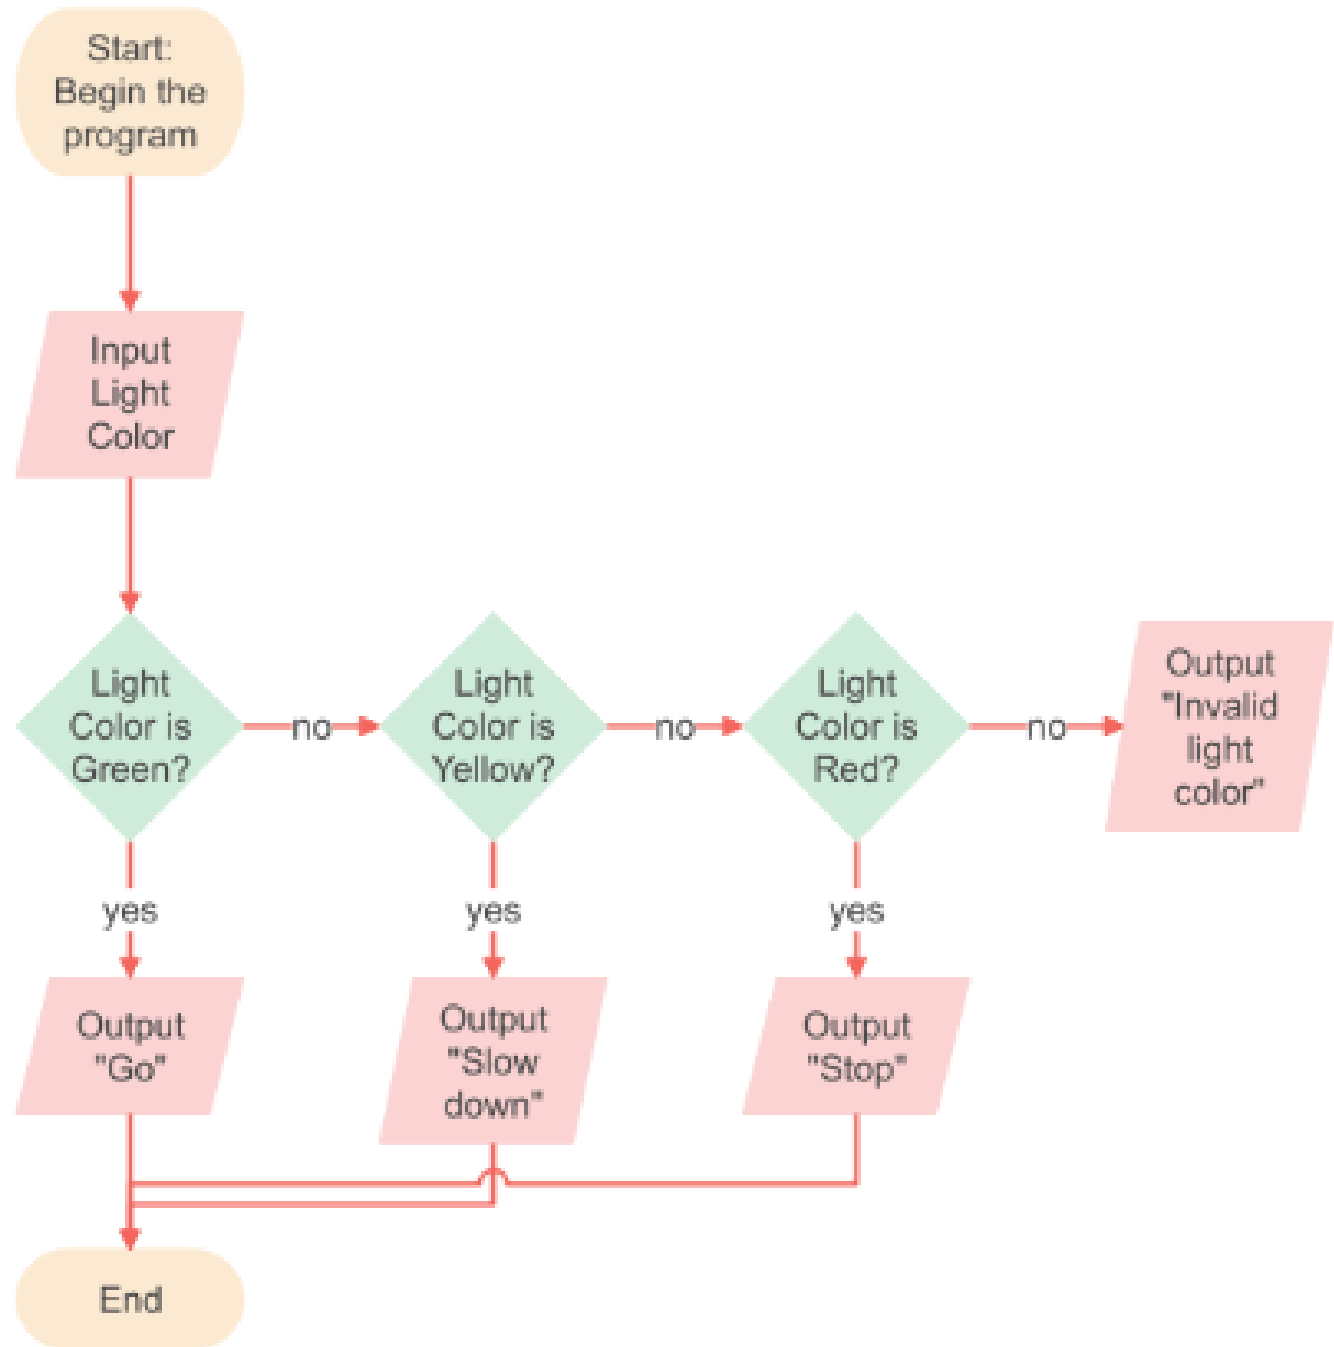 Start:
Begin the
program
Input
Light
Color
Light
Color is
Green?
no
Light
Color is
Yellow?
no
Light
Color is
Red?
no
Output
"Invalid
light
color"
yes
yes
yes
Output
"Go"
Output
"Slow
down"
Output
"Stop"
End